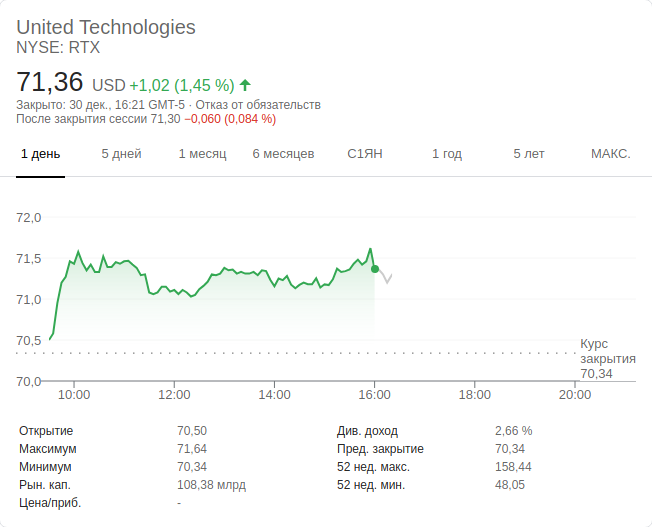 United Technologies
NYSE: RTX
71,36 USD +1,02 (1,45 %)
Закрыто: 30 дек., 16:21 GMT-5 · Отказ от обязательств
После закрытия сессии 71,30 −0,060 (0,084 %)
1 день 5 дней 1 месяц 6 месяцев С1ЯН 1 год 5 лет МАКС.
72,0
71,5
71,0
70,5
Курс
закрытия
70,34
70,0
10:00 12:00 14:00 16:00 18:00 20:00
Открытие 70,50 Див. доход 2,66 %
Максимум 71,64 Пред. закрытие 70,34
Минимум 70,34 52 нед. макс. 158,44
Рын. кап. 108,38 млрд 52 нед. мин. 48,05
Цена/приб. -